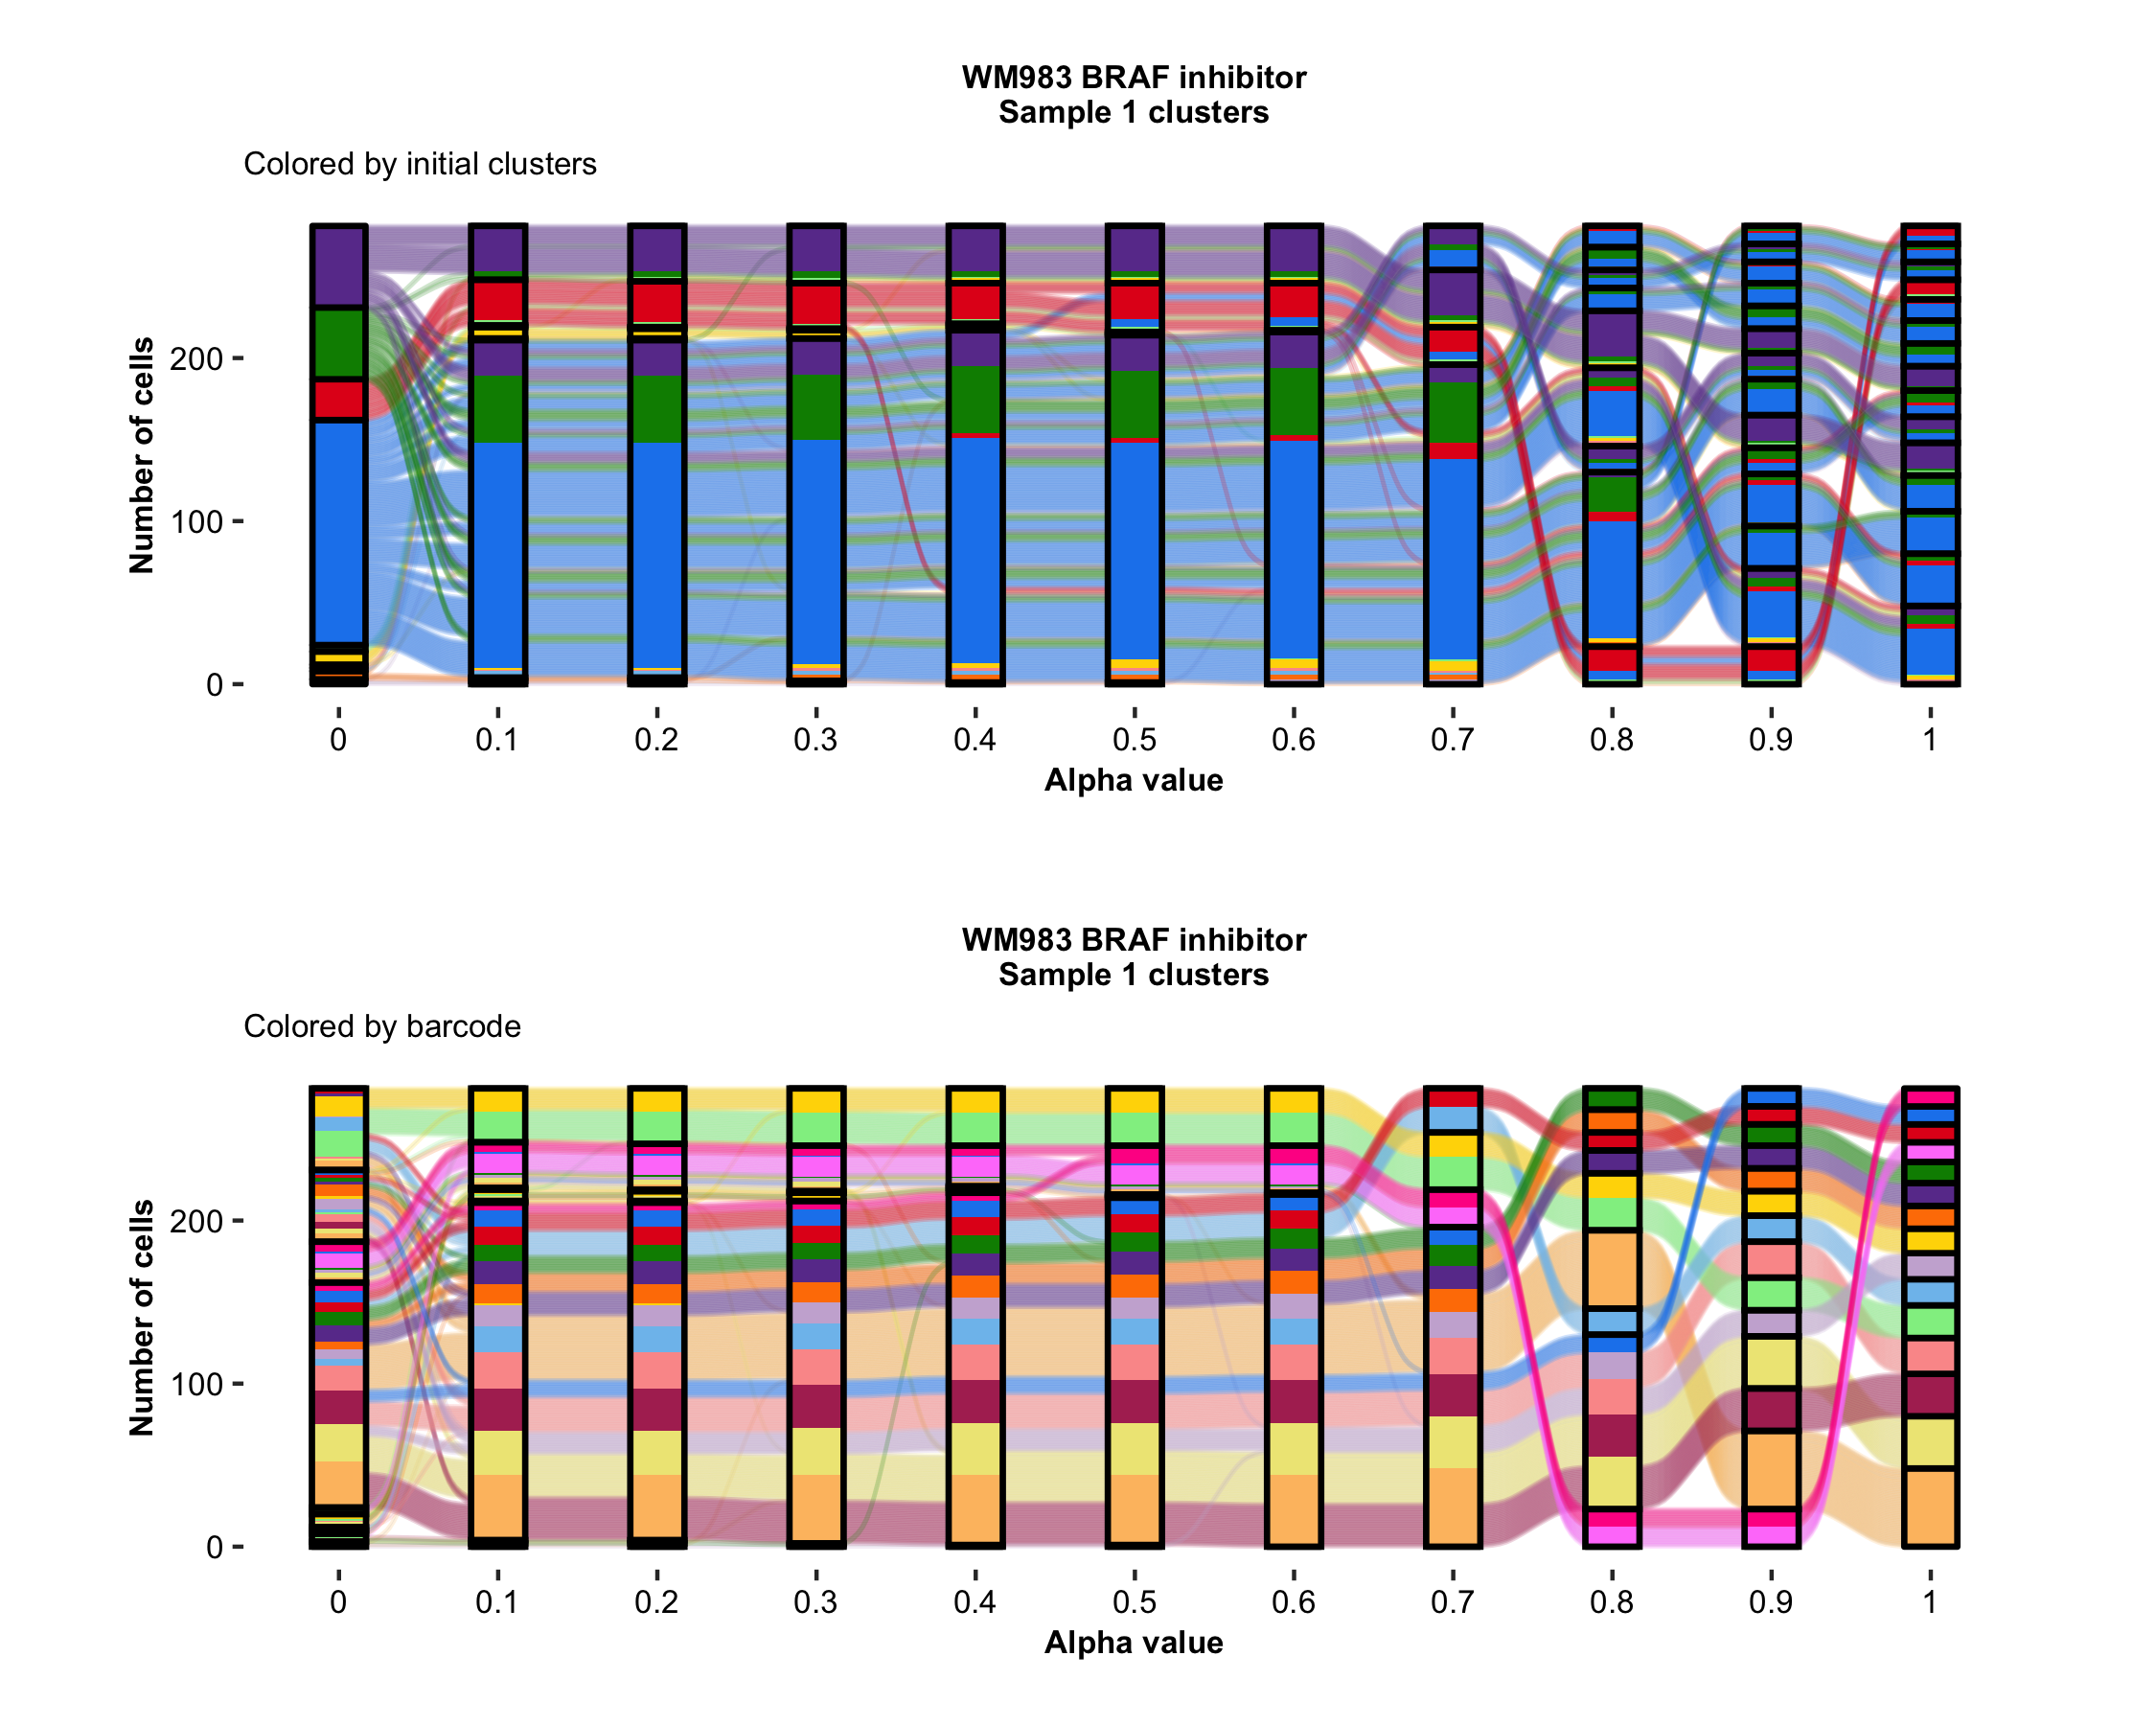 WM983 BRAF inhibitor
Sample 1 clusters
Colored by initial clusters
Number of cells
200
100
0
0 0.1 0.2 0.3 0.4 0.5 0.6 0.7 0.8 0.9 1
Alpha value
WM983 BRAF inhibitor
Sample 1 clusters
Colored by barcode
Number of cells
200
100
0
0 0.1 0.2 0.3 0.4 0.5 0.6 0.7 0.8 0.9 1
Alpha value